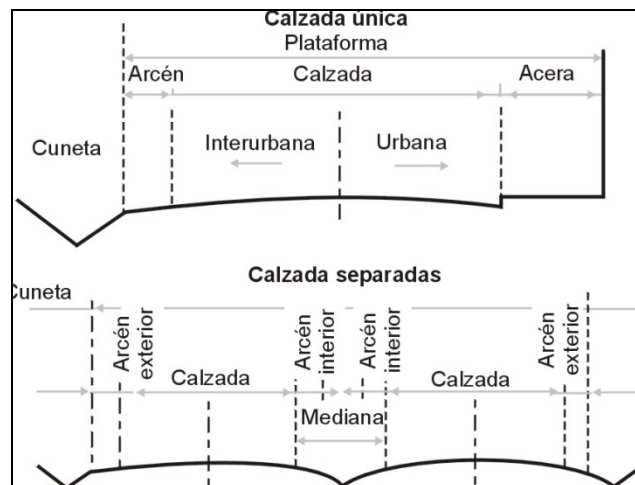 Calzada única
Plataforma
Arcén Calzada Acera
Cuneta Interurbana Urbana
Calzada separadas
Cuneta
Arcén exterior
Arcén interior
Arcén interior
Arcén exterior
Calzada Calzada
Mediana